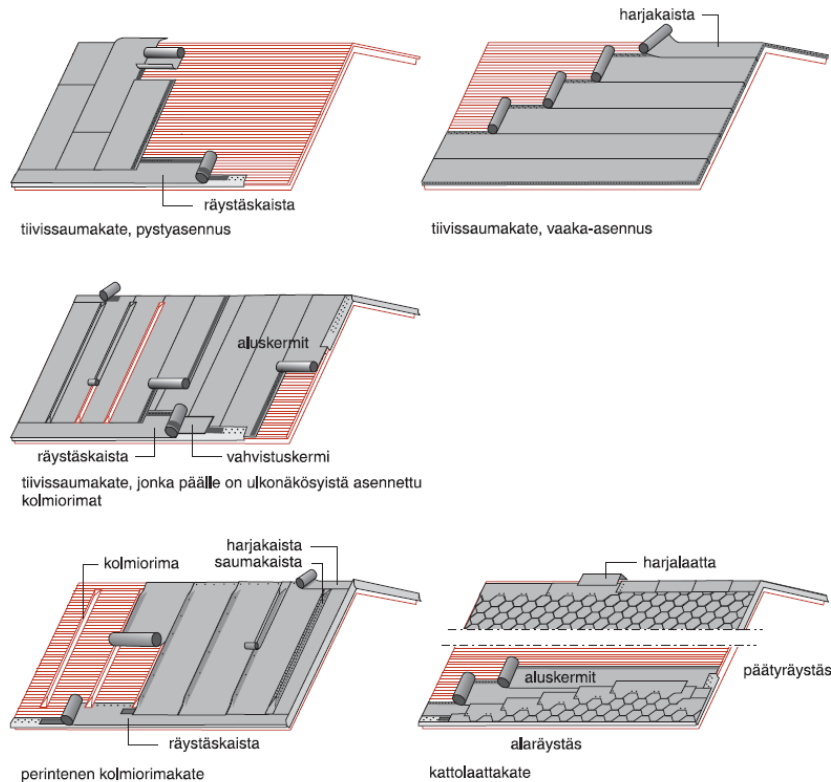 harjakaista
räystäskaista
tiivissaumakate, pystyasennus
tiivissaumakate, vaaka-asennus
aluskermit
räystäskaista
vahvistuskermi
tiivissaumakate, jonka päälle on ulkonäkösyistä asennettu
kolmiorimat
kolmiorima
harjakaista
saumakaista
räystäskaista
perintenen kolmiorimakate
harjalaatta
päätyräystäs
aluskermit
alaräystäs
kattolaattakate